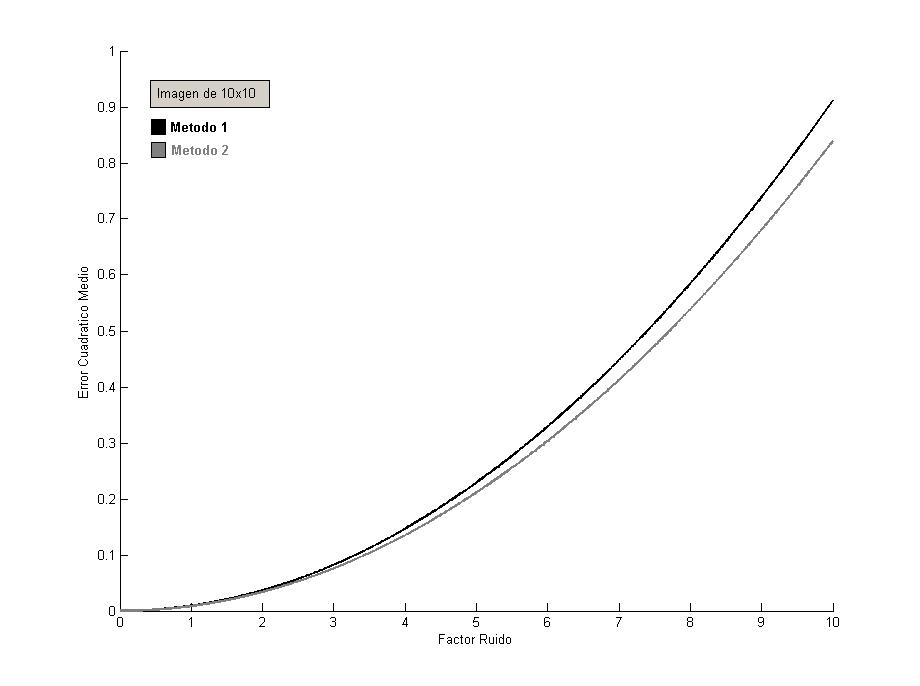 1
Imagen de 10x10
0.9
Metodo 1
Metodo 2
0.8
0.7
0.6
Error Cuadratico Medio
0.5
0.4
0.3
0.2
0.1
0
0 1 2 3 4 5 6 7 8 9 10
Factor Ruido